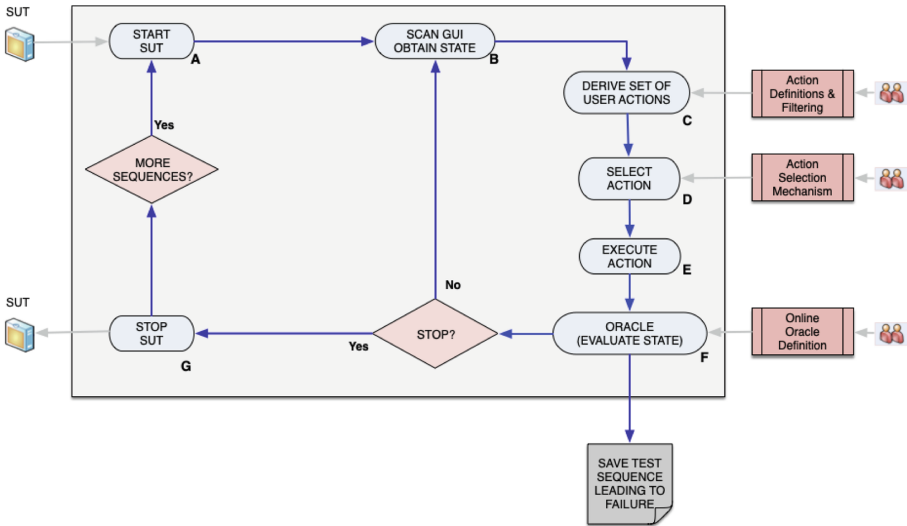 SUT
START
SUT
A
SCAN GUI
OBTAIN STATE
B
DERIVE SET OF
USER ACTIONS
C
Action
Definitions &
Filtering
Yes
MORE
SEQUENCES?
SELECT
ACTION
D
Action
Selection
Mechanism
EXECUTE
ACTION
E
No
SUT
STOP
SUT
G
Yes
STOP?
ORACLE
(EVALUATE STATE)
F
Online
Oracle
Definition
SAVE TEST
SEQUENCE
LEADING TO
FAILURE